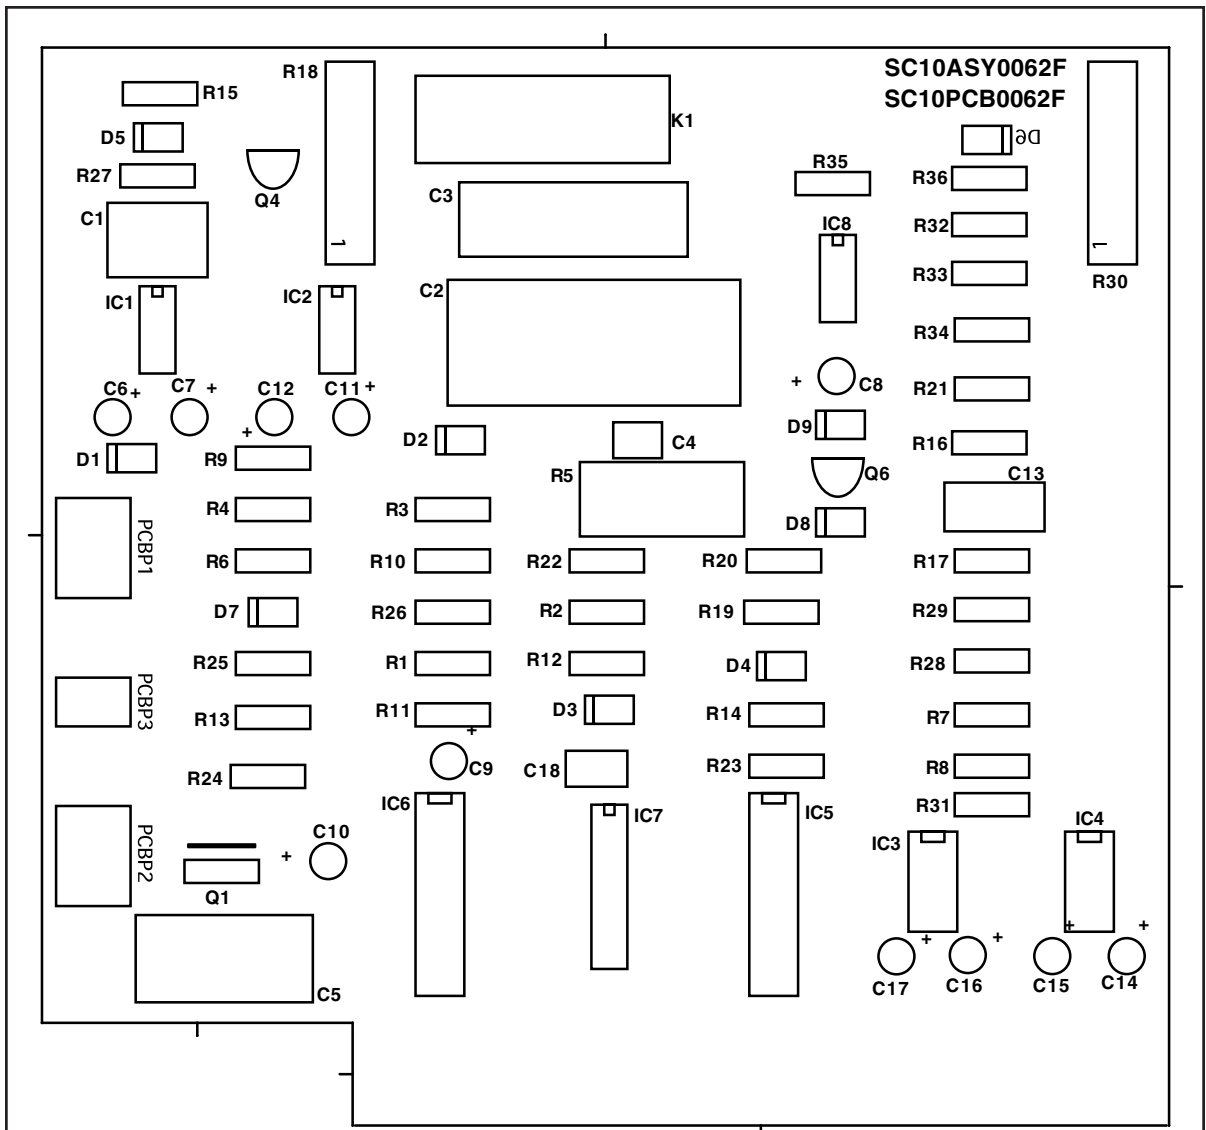 SC10ASY0062F
SC10PCB0062F
R18
R15
K1
D5
D6
R35
R27
R36
C3
Q4
C1
IC8
R32
1
1
R33
R30
C2
IC1
IC2
R34
C6
+
C7
+
C12
C11
+
+
C8
R21
+
D2
C4
D9
R16
D1
R9
R5
Q6
C13
R4
R3
D8
PCBP1
R6
R10
R22
R20
R17
D7
R26
R2
R19
R29
R25
R1
R12
D4
R28
PCBP3
R13
R11
D3
R14
R7
+
C9
C18
R24
R23
R8
IC6
R31
IC7
IC5
IC4
C10
IC3
+
PCBP2
Q1
+
+
+
+
C5
C17
C16
C15
C14